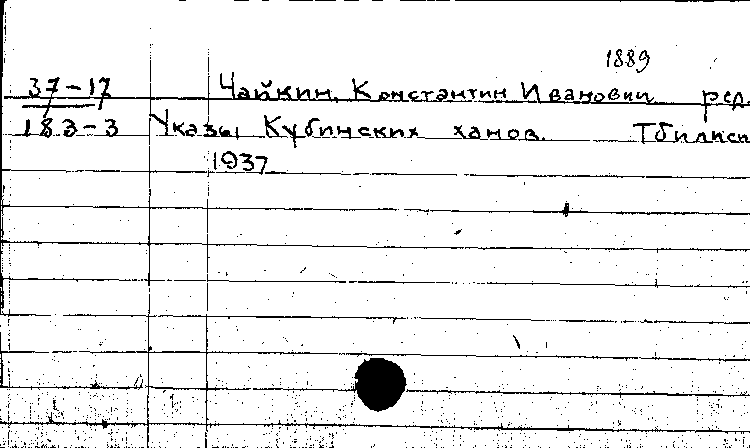 1889
37-17 Чайкин, Константин Иванович ред.
183-3 Указы Кубинских ханов. Тбилиси
1937